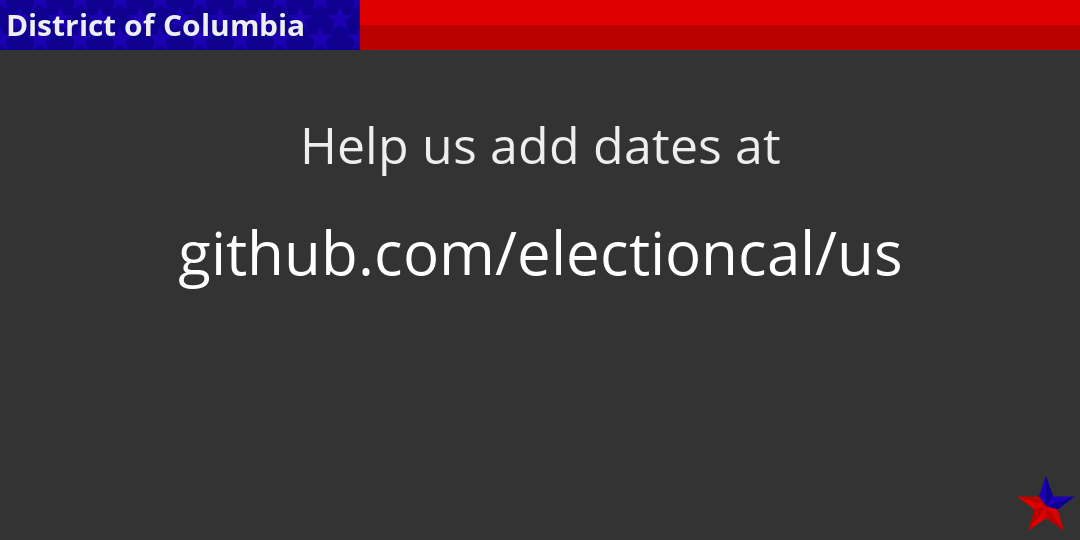 District of Columbia
Help us add dates at
github.com/electioncal/us